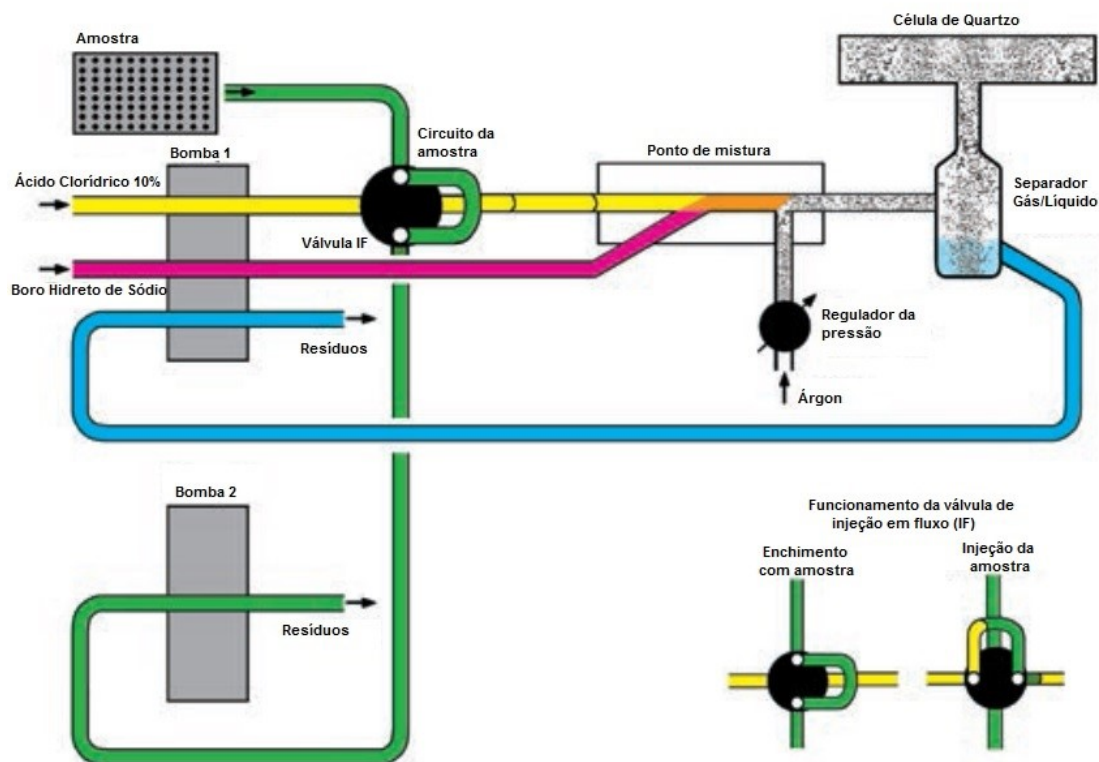 Célula de Quartzo
Amostra
Circuito da
amostra
Bomba 1
Ponto de mistura
Ácido Clorídrico 10%
Separador
Gás/Líquido
Válvula IF
Boro Hidreto de Sódio
Regulador da
pressão
Resíduos
Árgon
Bomba 2
Resíduos
Funcionamento da válvula de
injeção em fluxo (IF)
Enchimento
com amostra
Injeção da
amostra